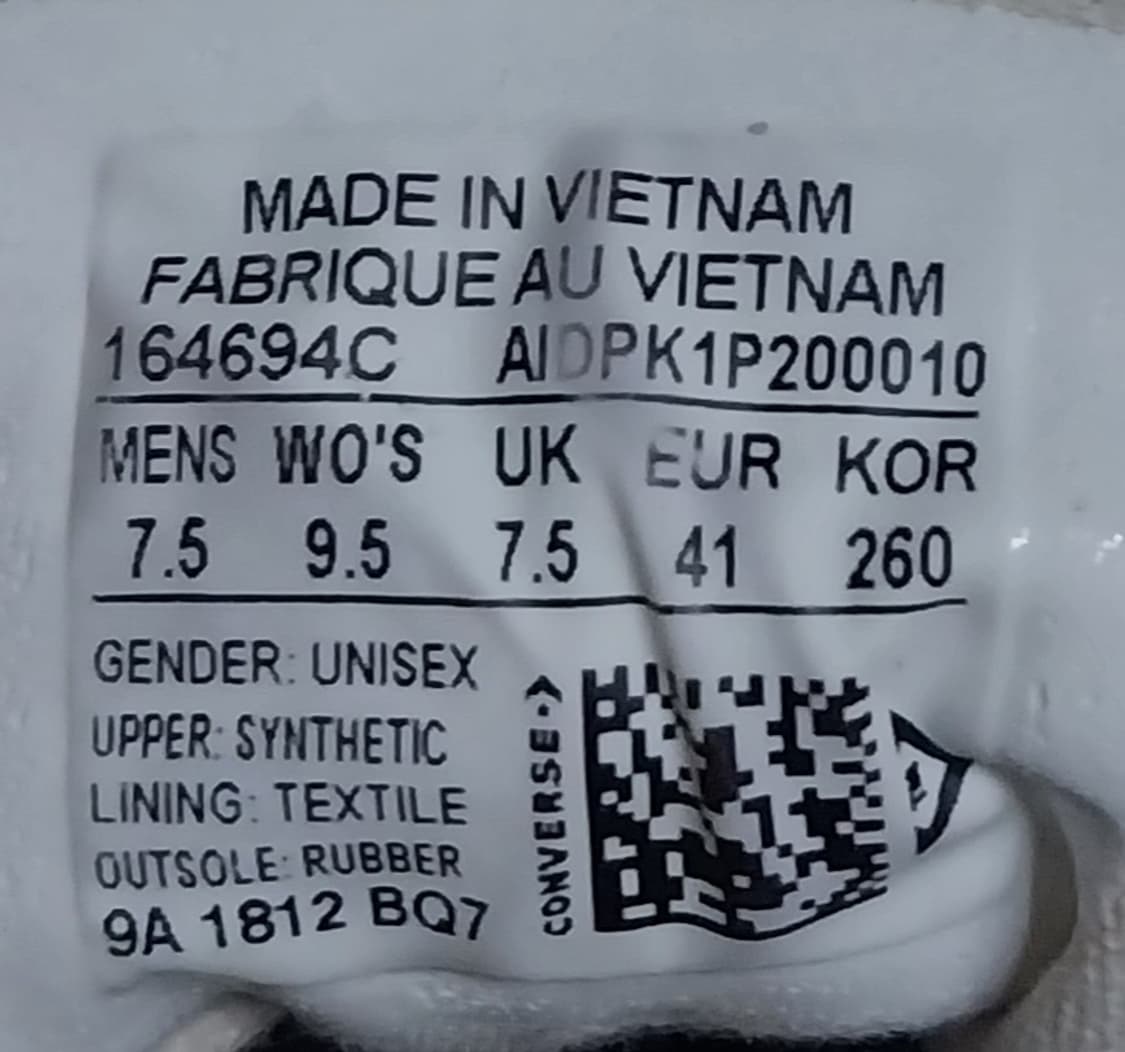 MADE IN VIETNAM
FABRIQUE AU VIETNAM
164694C AIDPK1P200010
MENS WO'S UK EUR KOR
7.5 9.5 7.5 41 260
GENDER: UNISEX
UPPER: SYNTHETIC
LINING: TEXTILE
OUTSOLE: RUBBER
9A 1812 BQ7
CONVERSE